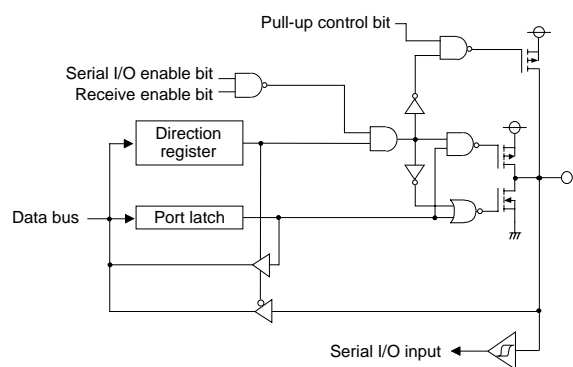 Pull-up control bit
Serial I/O enable bit
Receive enable bit
Direction
register
Data bus
Port latch
Serial I/O input